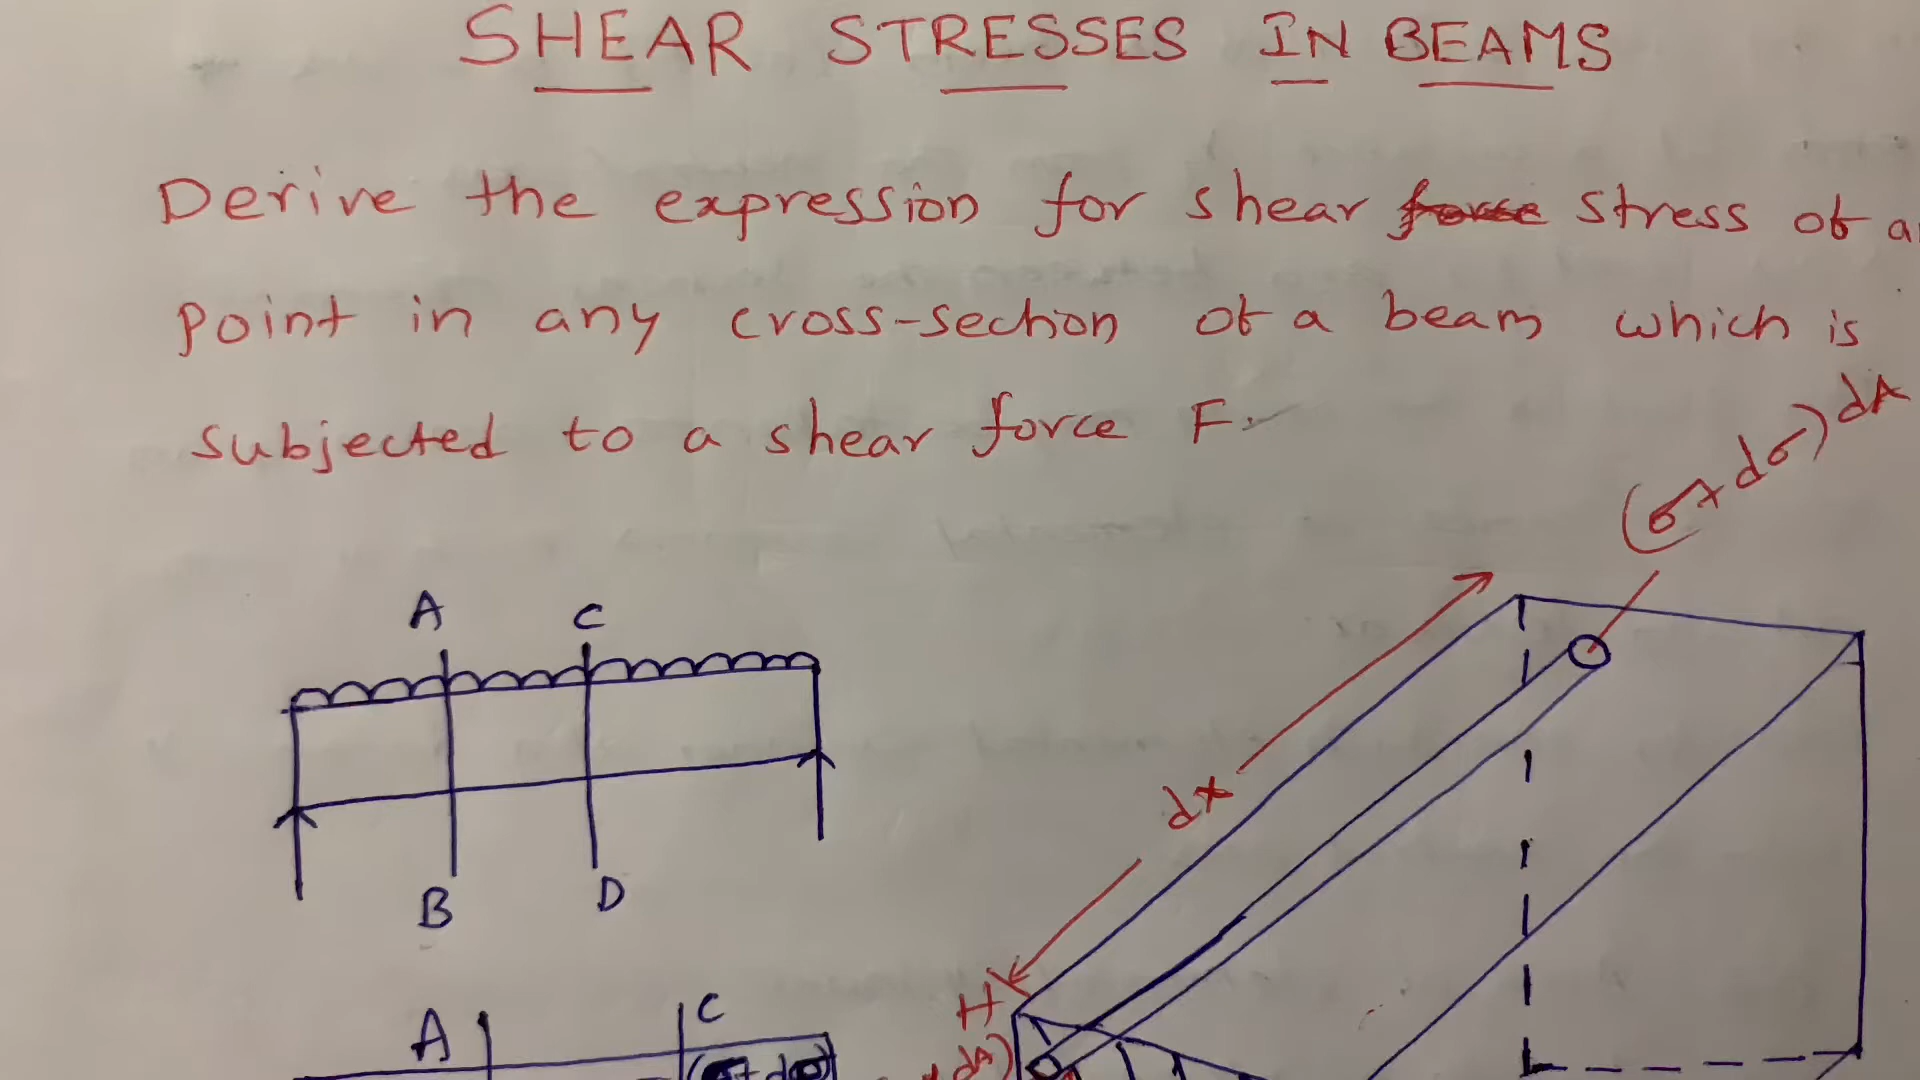 SHEAR STRESSES IN BEAMS
Derive the expression for shear stress of a
point in any cross-section of a beam which is
subjected to a shear force F.
(σ+dσ)dA
A C
dx
B D
H
A C
dA)